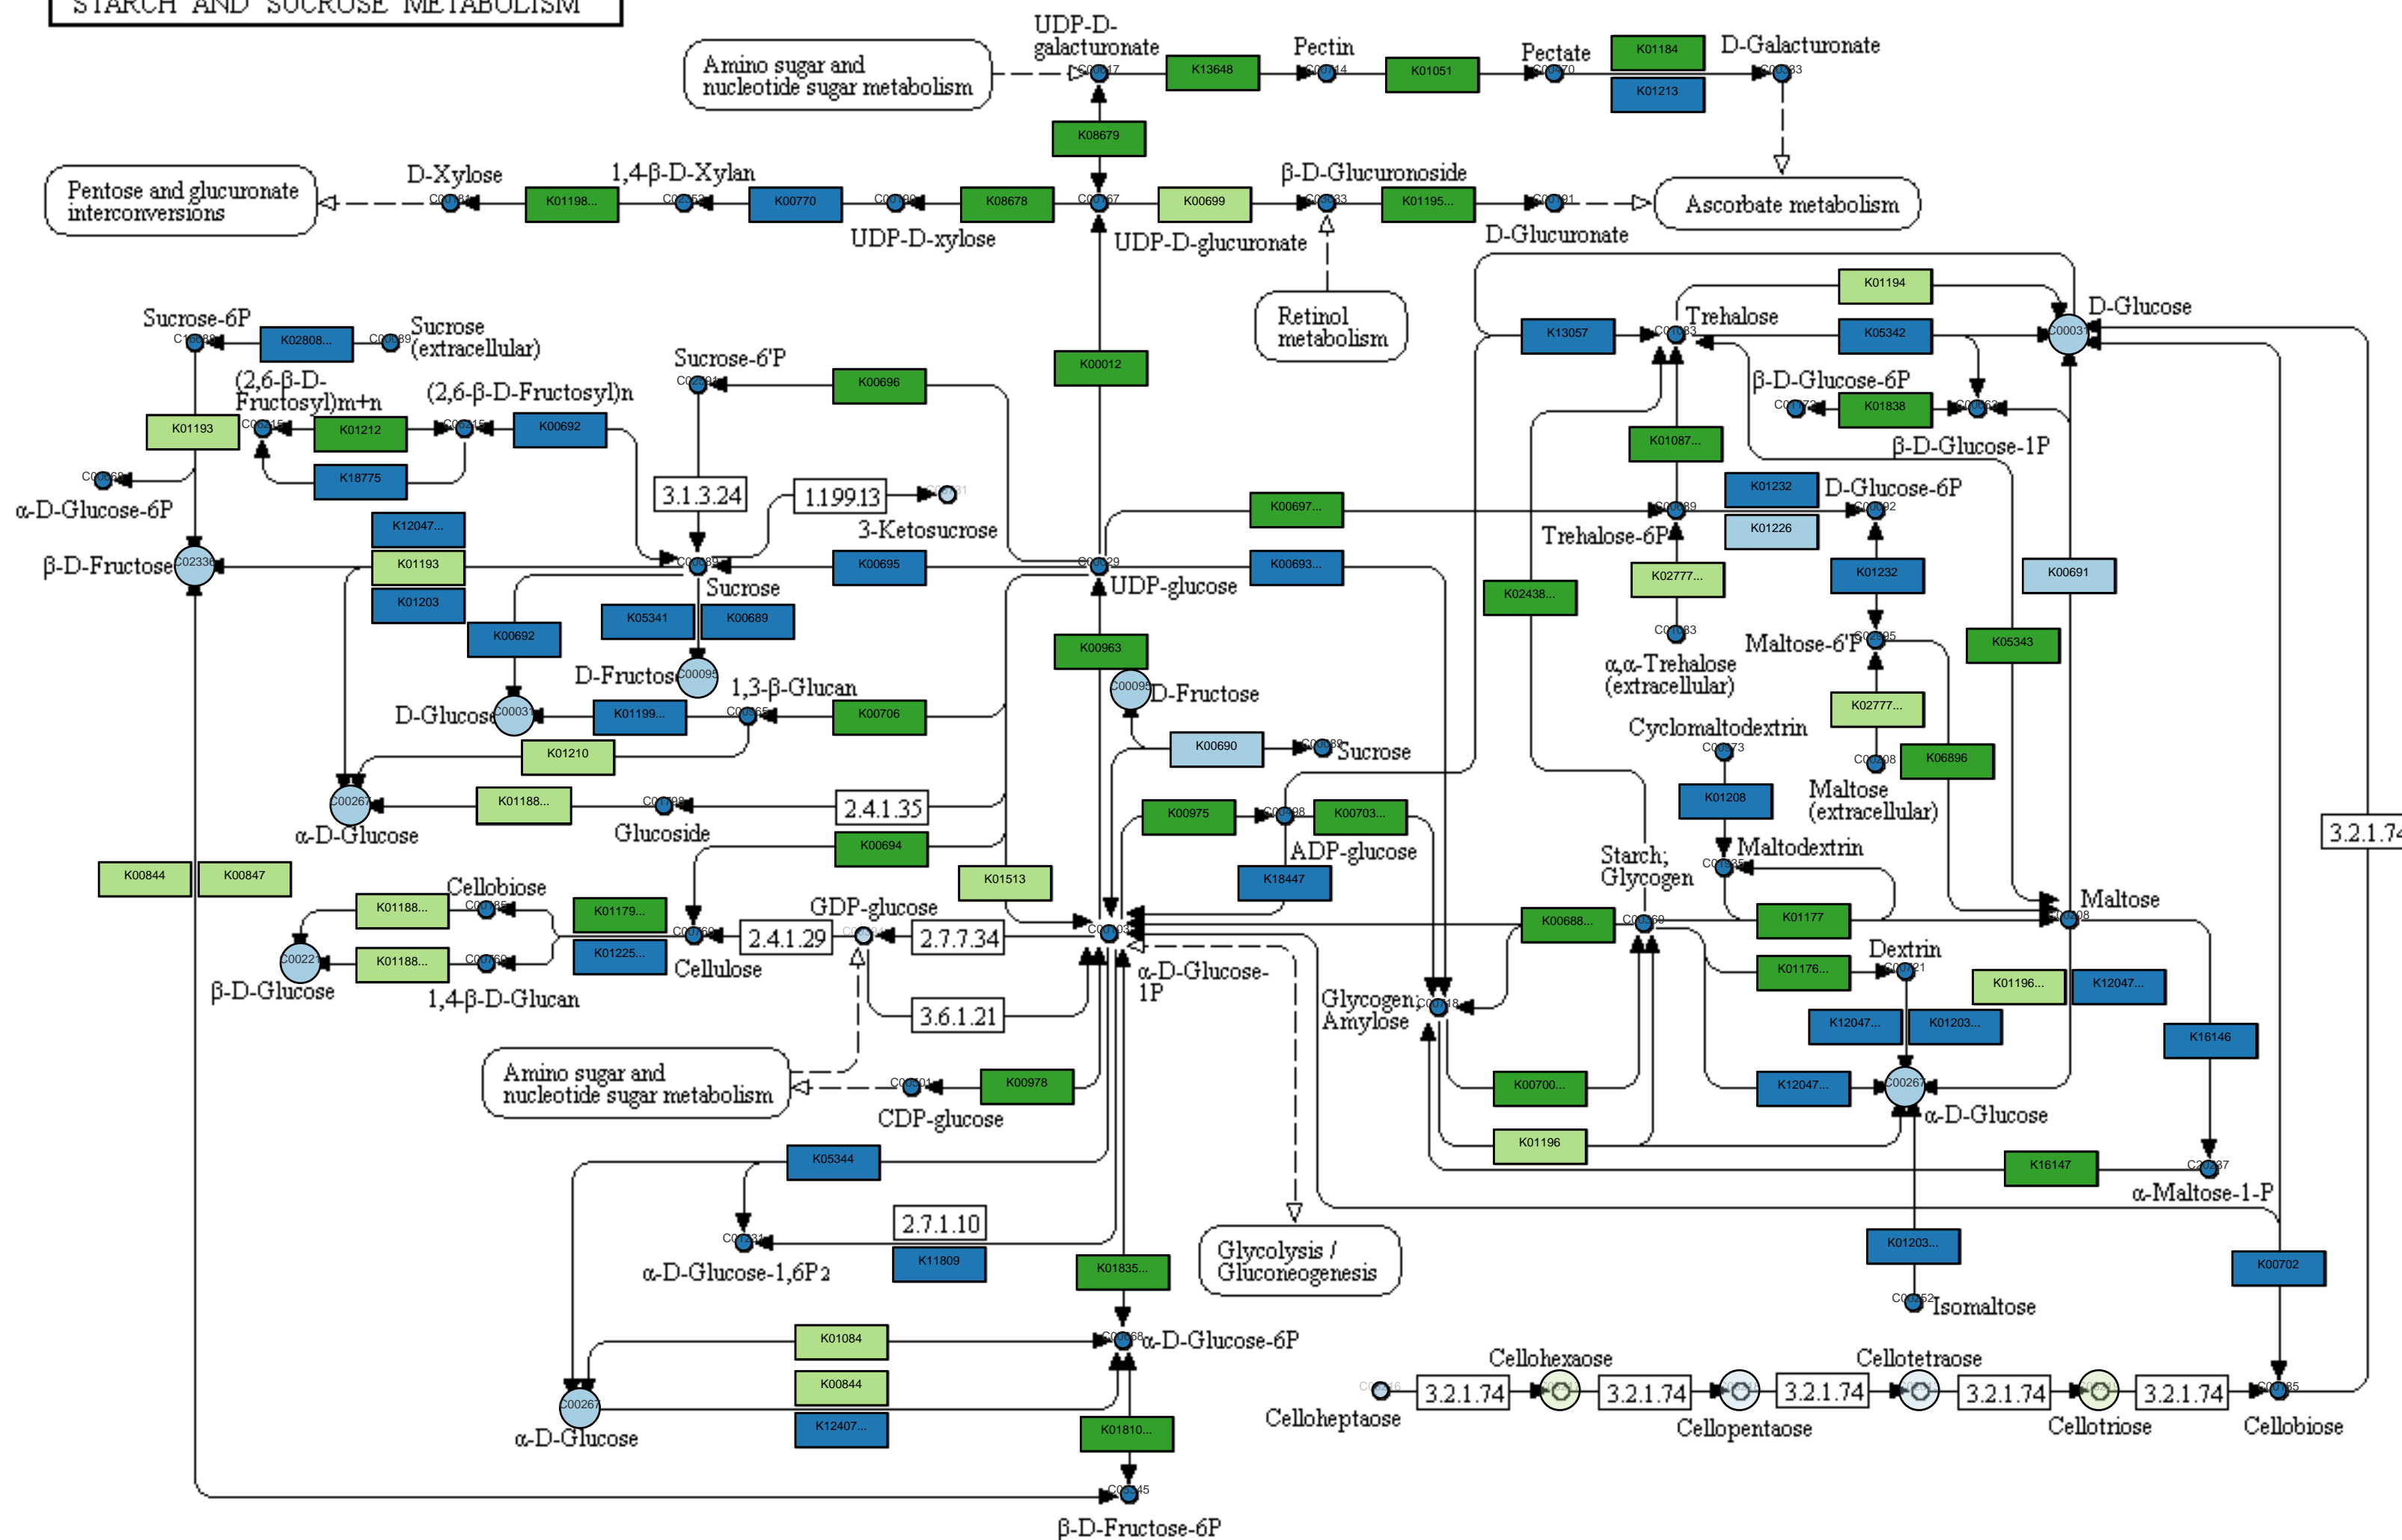 STARCH AND SUCROSE METABOLISM
UDP-D-
galacturonate
Pectin
Pectate
K01184
D-Galacturonate
Amino sugar and
nucleotide sugar metabolism
K13648
K01051
K01213
K08679
Pentose and glucuronate
interconversions
D-Xylose
K01198...
1,4-β-D-Xylan
K00770
K08678
UDP-D-xylose
K00699
UDP-D-glucuronate
β-D-Glucuronoside
K01195...
D-Glucuronate
Ascorbate metabolism
Retinol
metabolism
K00012
Sucrose-6P
K02808...
Sucrose
(extracellular)
(2,6-β-D-
Fructosyl)m+n
(2,6-β-D-Fructosyl)n
K01193
K01212
K00692
K18775
α-D-Glucose-6P
Sucrose-6'P
K00696
3.1.3.24
1.1.99.13
3-Ketosucrose
K12047...
K01193
K01203
β-D-Fructose
C02336
Sucrose
K00695
UDP-glucose
K00693...
K00697...
K00692
K05341
K00689
D-Fructose
C00095
D-Glucose
C00031
K01199...
1,3-β-Glucan
K00706
K01210
K00963
C00095
D-Fructose
K00690
Sucrose
C00267
α-D-Glucose
K01188...
Glucoside
2.4.1.35
K00694
K01513
K00975
K00703...
ADP-glucose
K18447
K00844
K00847
Cellobiose
K01188...
K01179...
K01225...
C00221
β-D-Glucose
K01188...
1,4-β-D-Glucan
Cellulose
2.4.1.29
GDP-glucose
2.7.7.34
3.6.1.21
α-D-Glucose-
1P
Amino sugar and
nucleotide sugar metabolism
CDP-glucose
K00978
K05344
α-D-Glucose-1,6P2
2.7.1.10
K11809
K01835...
Glycolysis /
Gluconeogenesis
K01084
K00844
K12407...
C00267
α-D-Glucose
α-D-Glucose-6P
K01810...
β-D-Fructose-6P
K13057
Trehalose
K01194
K05342
C00031
D-Glucose
β-D-Glucose-6P
K01838
β-D-Glucose-1P
K01087...
K01232
K01226
D-Glucose-6P
Trehalose-6P
K02777...
α,α-Trehalose
(extracellular)
K01232
K00691
K02438...
Maltose-6'P
K05343
K02777...
K06896
Maltose
(extracellular)
Cyclomaltodextrin
K01208
Maltodextrin
Starch;
Glycogen
K00688...
K01177
Maltose
Dextrin
K01176...
K01196...
K12047...
Glycogen;
Amylose
K12047...
K01203...
K16146
K00700...
K12047...
C00267
α-D-Glucose
K01196
K16147
α-Maltose-1-P
K01203...
Isomaltose
K00702
3.2.1.74
Celloheptaose
3.2.1.74
Cellohexaose
3.2.1.74
Cellopentaose
3.2.1.74
Cellotetraose
3.2.1.74
Cellotriose
3.2.1.74
Cellobiose